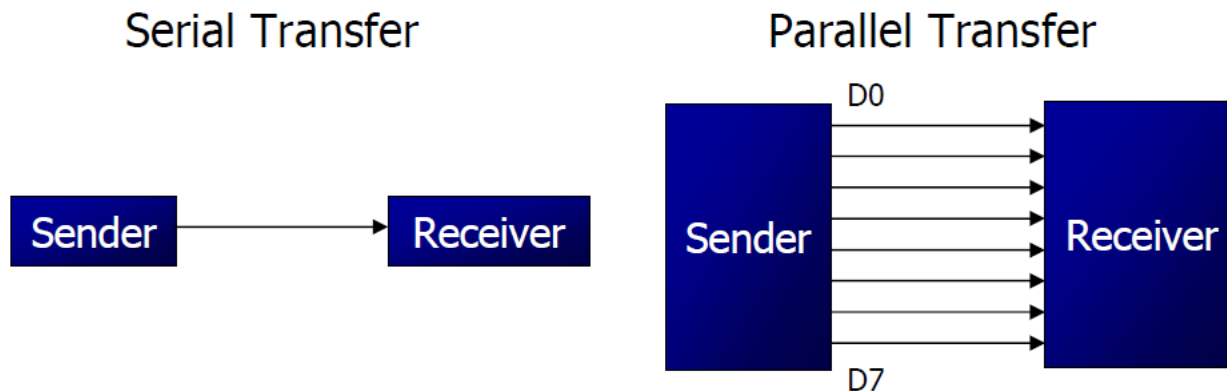 Serial Transfer
Sender
Receiver
Parallel Transfer
D0
Sender
Receiver
D7